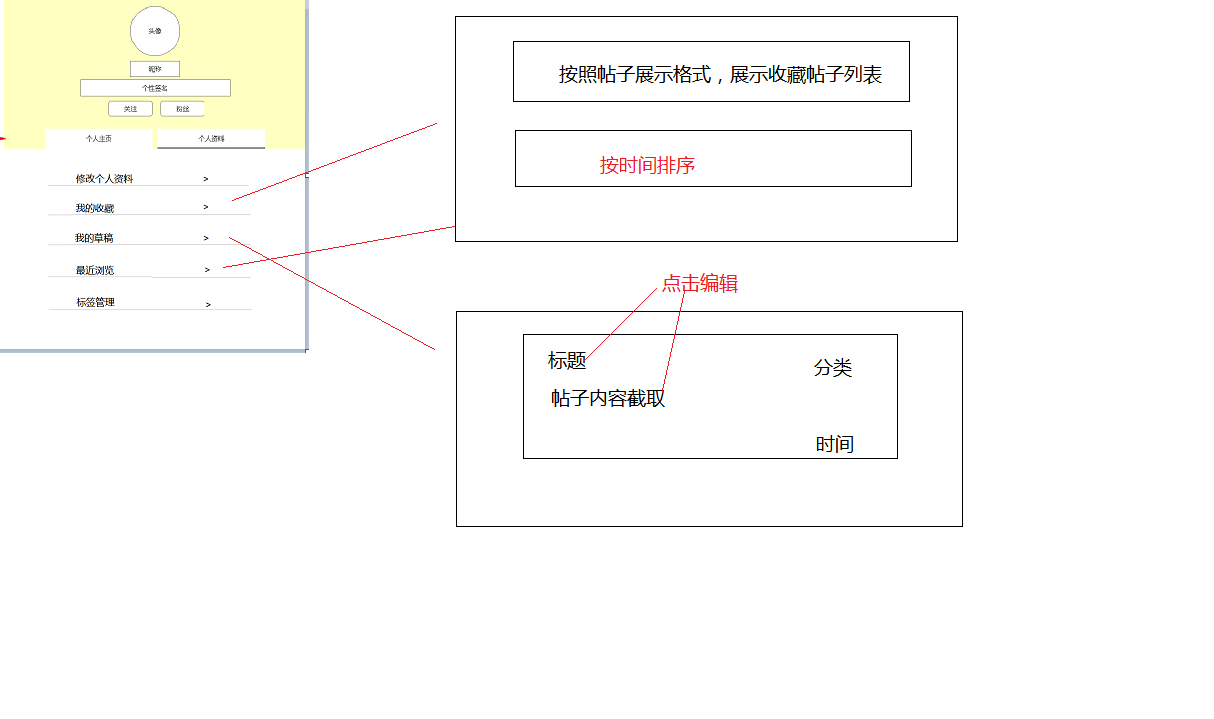 头像
昵称
个性签名
关注
粉丝
个人主页
个人资料
修改个人资料 >
我的收藏 >
我的草稿 >
最近浏览 >
标签管理 >
按照帖子展示格式，展示收藏帖子列表
按时间排序
点击编辑
标题
分类
帖子内容截取
时间